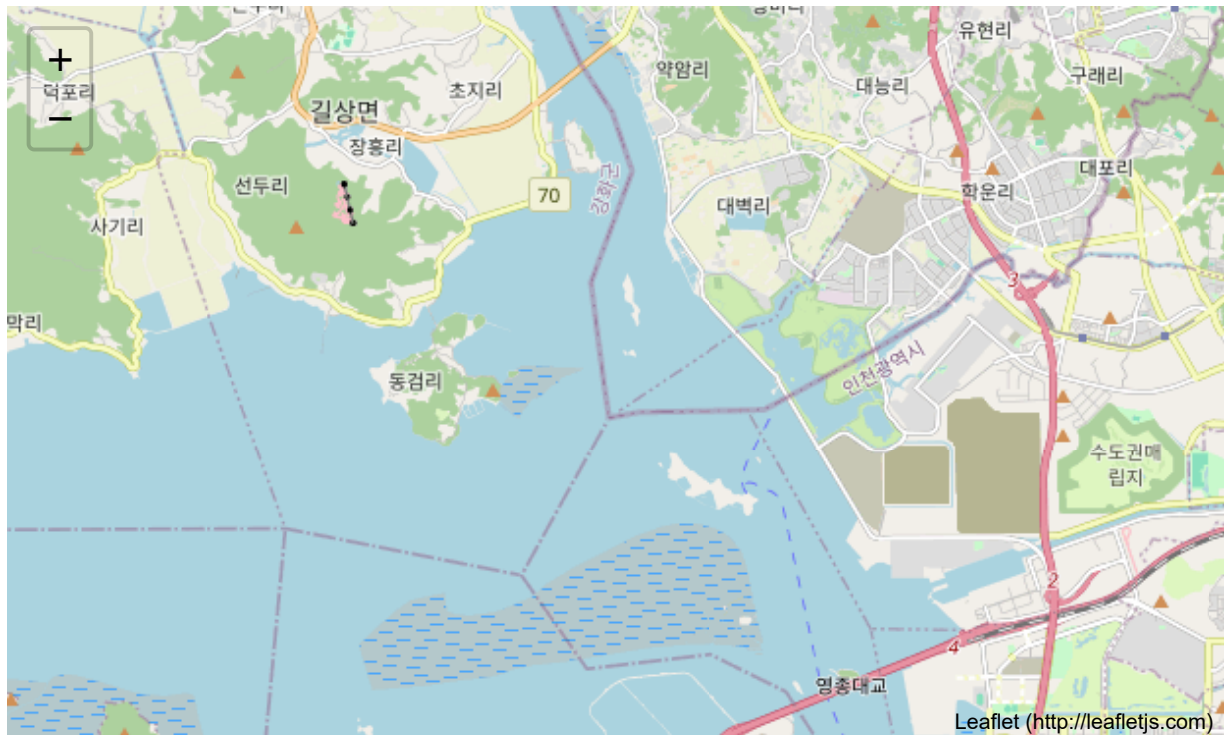 +
−
덕포리
길상면
초지리
장흥리
선두리
사기리
막리
70
강화군
약암리
유현리
대능리
구래리
대포리
학운리
대벽리
3
인천광역시
동검리
수도권매
립지
2
4
영종대교
Leaflet (http://leafletjs.com)